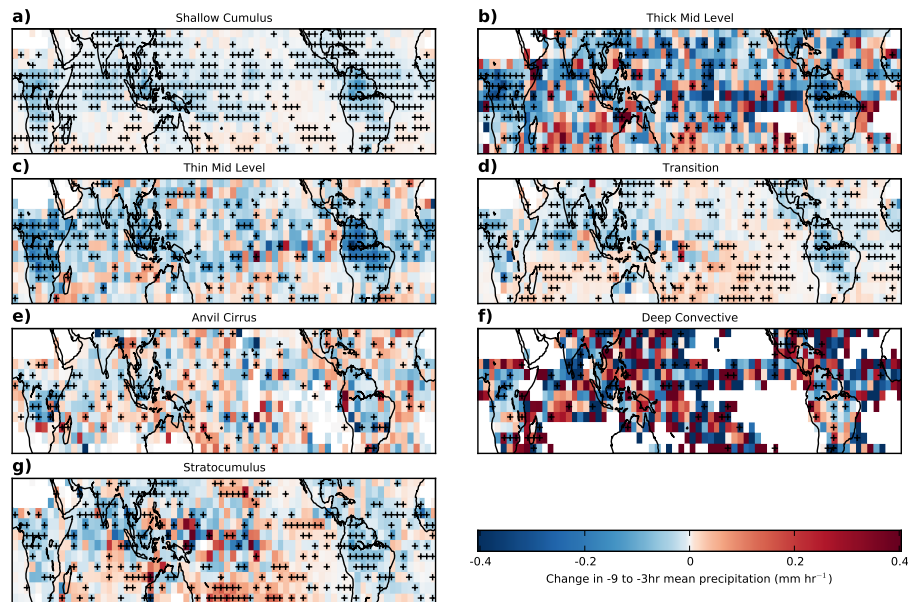 a)
Shallow Cumulus
b)
Thick Mid Level
c)
Thin Mid Level
d)
Transition
e)
Anvil Cirrus
f)
Deep Convective
g)
Stratocumulus
-0.4
-0.2
0
0.2
0.4
Change in -9 to -3hr mean precipitation (mm hr⁻¹)